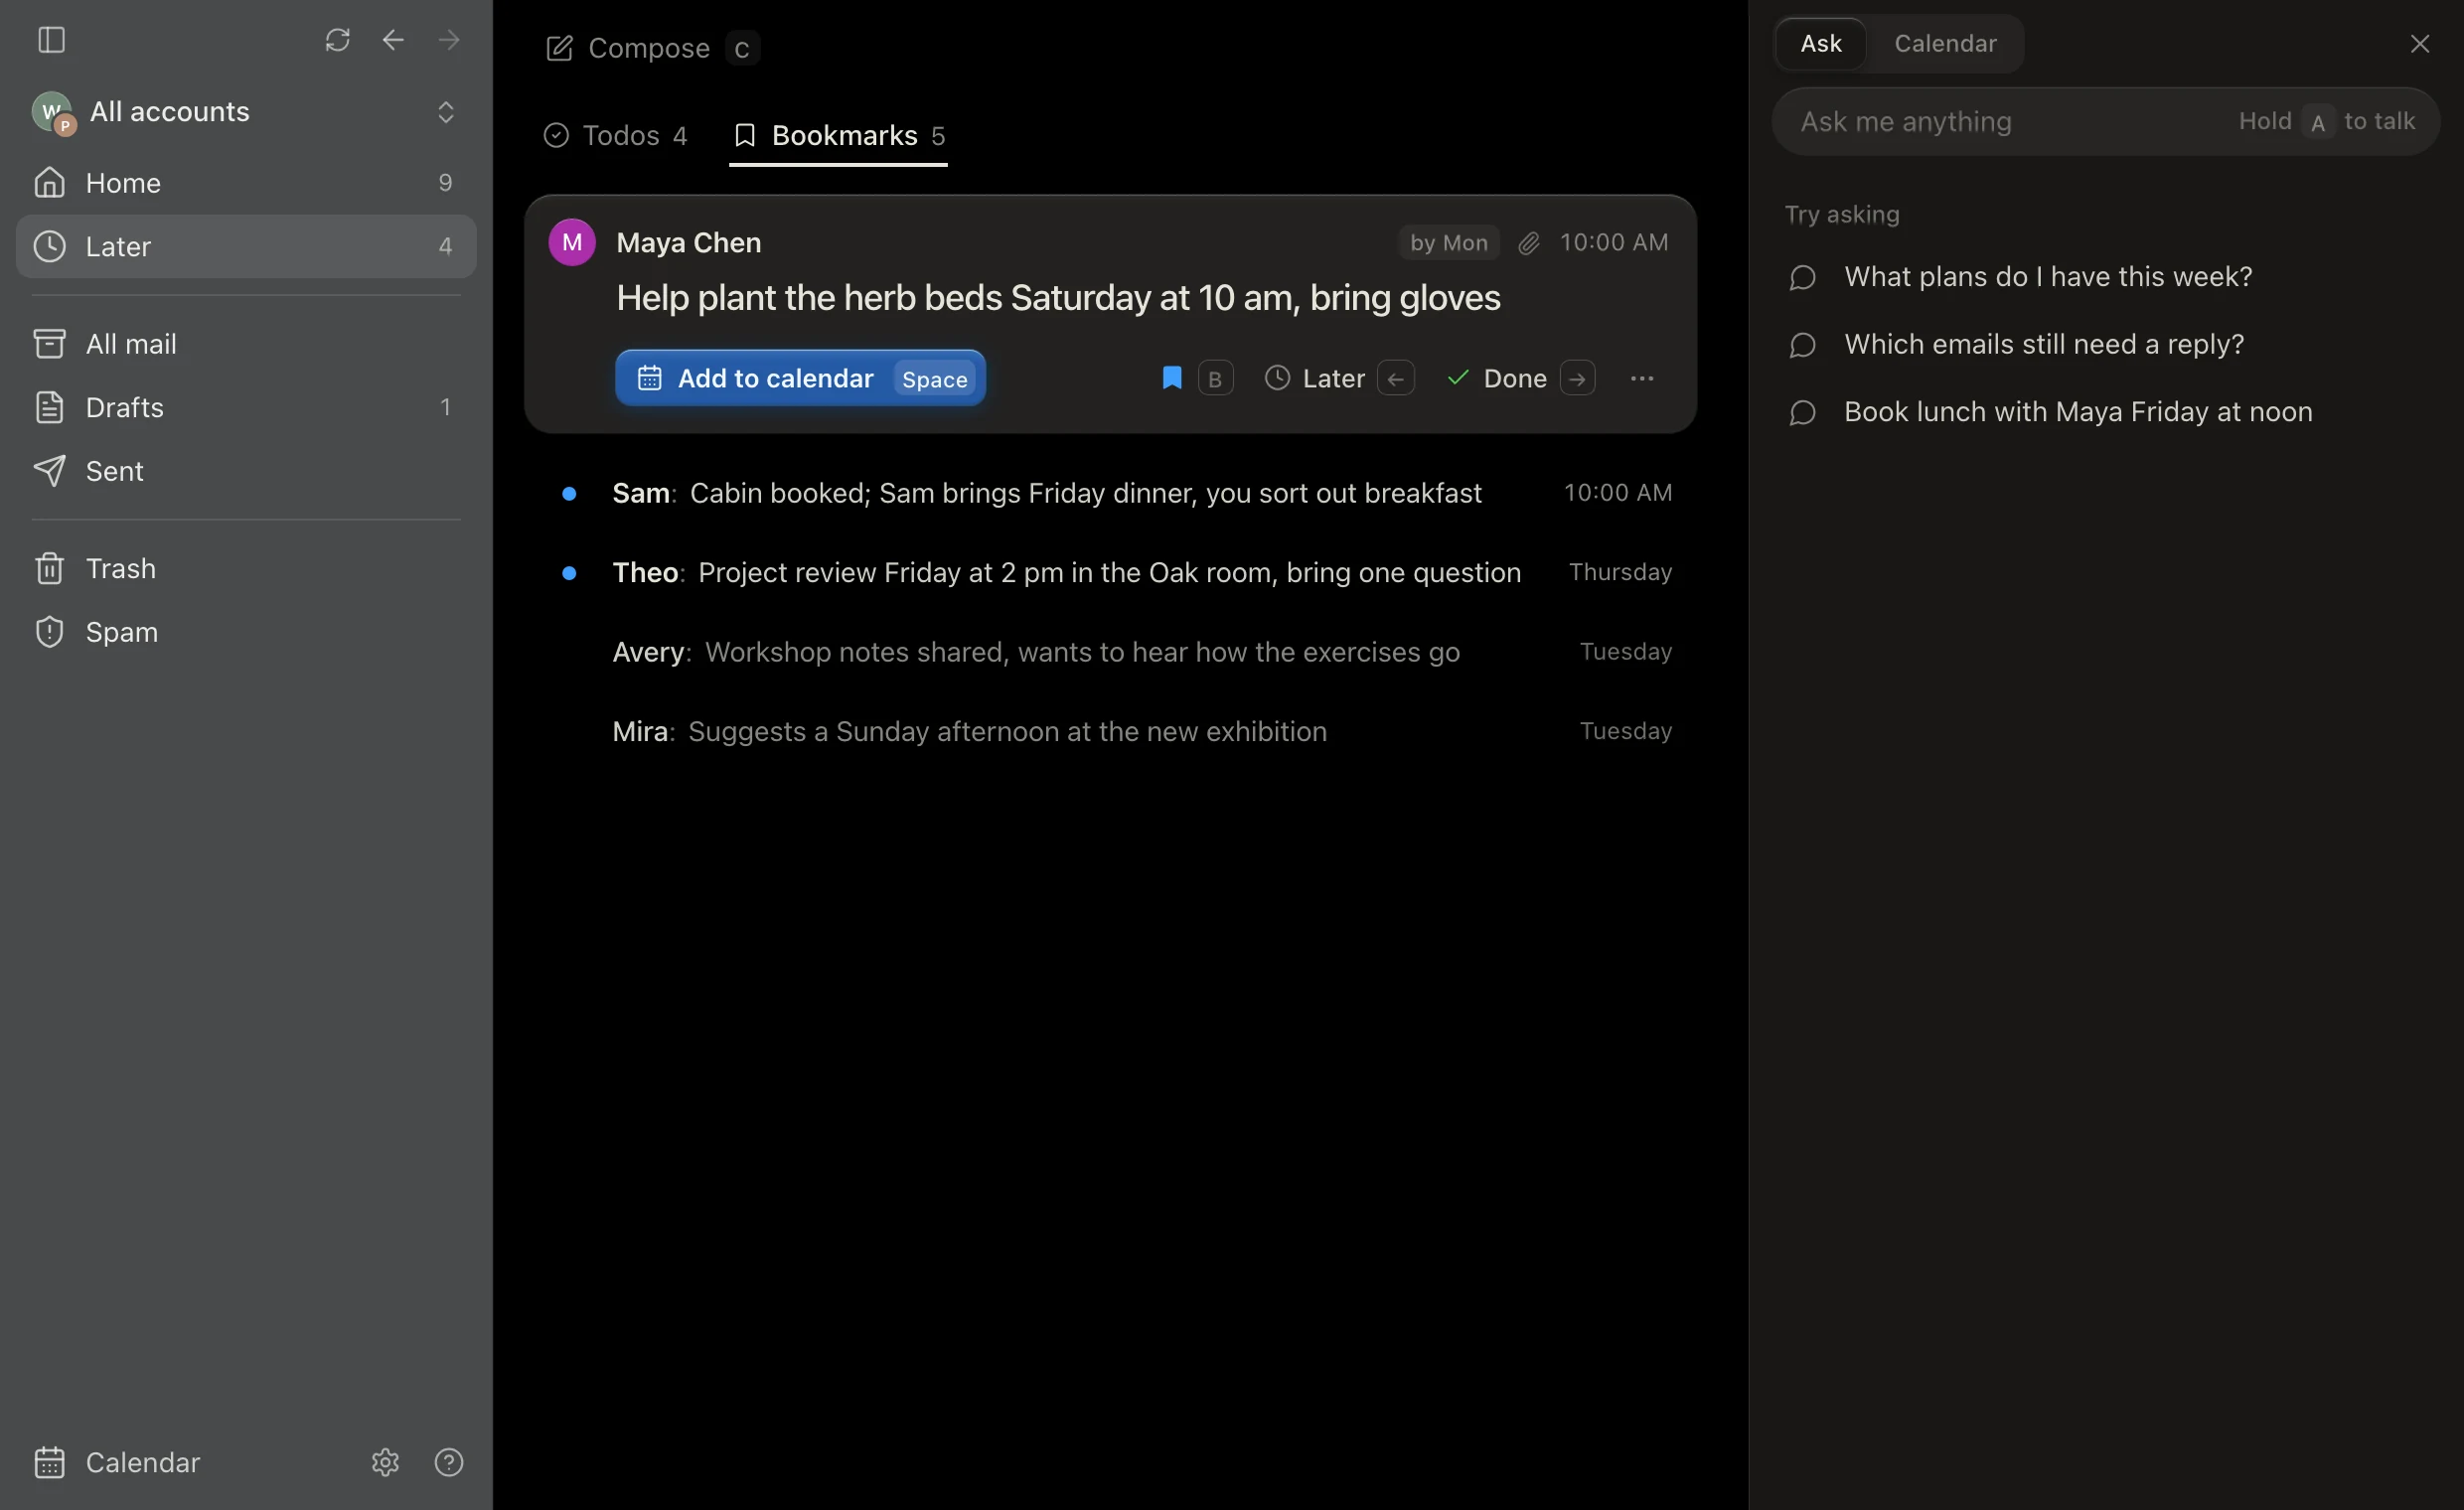 W
P
All accounts
Home 9
Later 4
All mail
Drafts 1
Sent
Trash
Spam
Calendar
Compose C
Todos 4 Bookmarks 5
M Maya Chen by Mon 10:00 AM
Help plant the herb beds Saturday at 10 am, bring gloves
Add to calendar Space B Later ← Done → ...
Sam: Cabin booked; Sam brings Friday dinner, you sort out breakfast 10:00 AM
Theo: Project review Friday at 2 pm in the Oak room, bring one question Thursday
Avery: Workshop notes shared, wants to hear how the exercises go Tuesday
Mira: Suggests a Sunday afternoon at the new exhibition Tuesday
Ask Calendar
Ask me anything Hold A to talk
Try asking
What plans do I have this week?
Which emails still need a reply?
Book lunch with Maya Friday at noon